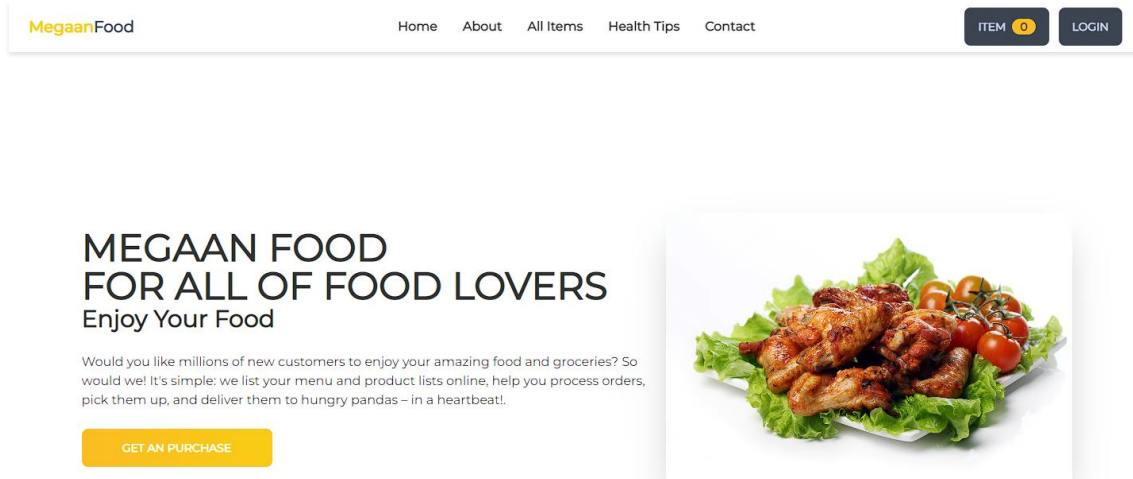 MegaanFood
Home About All Items Health Tips Contact
ITEM 0 LOGIN
MEGAAN FOOD
FOR ALL OF FOOD LOVERS
Enjoy Your Food
Would you like millions of new customers to enjoy your amazing food and groceries? So
would we! It's simple: we list your menu and product lists online, help you process orders,
pick them up, and deliver them to hungry pandas – in a heartbeat!.
GET AN PURCHASE